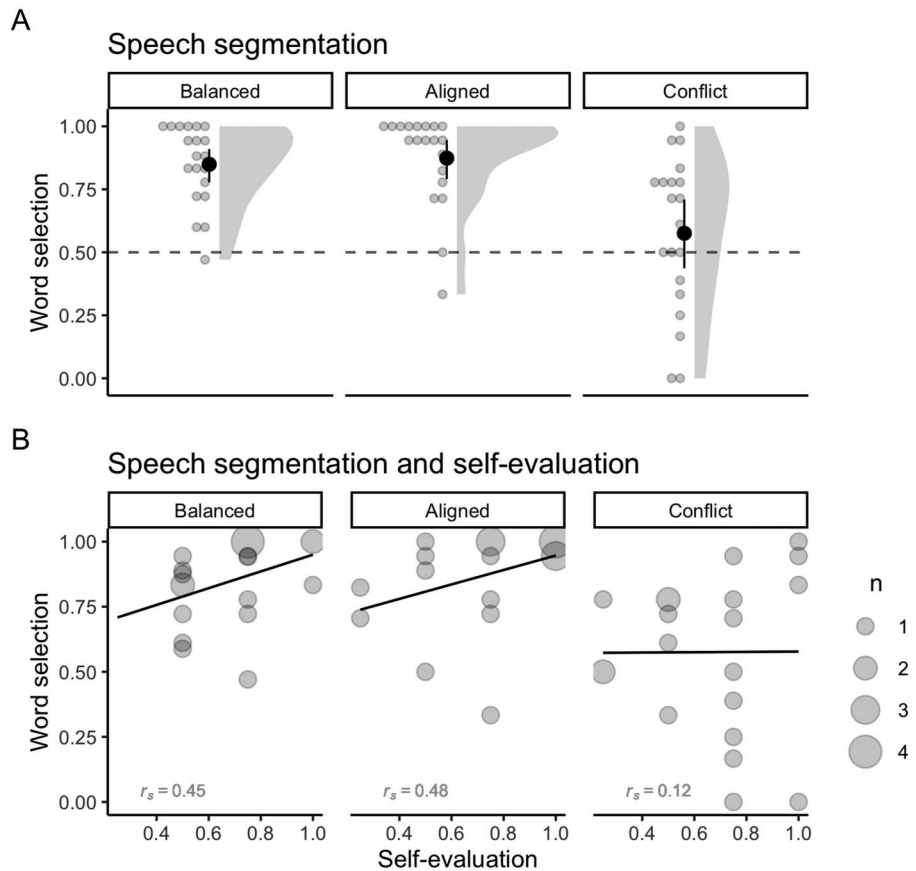 A
Speech segmentation
Balanced Aligned Conflict
1.00
0.75
0.50
0.25
0.00
Word selection
B
Speech segmentation and self-evaluation
Balanced Aligned Conflict
1.00
0.75
0.50
0.25
0.00
Word selection
rs = 0.45 rs = 0.48 rs = 0.12
0.4 0.6 0.8 1.0 0.4 0.6 0.8 1.0 0.4 0.6 0.8 1.0
Self-evaluation
n
1
2
3
4